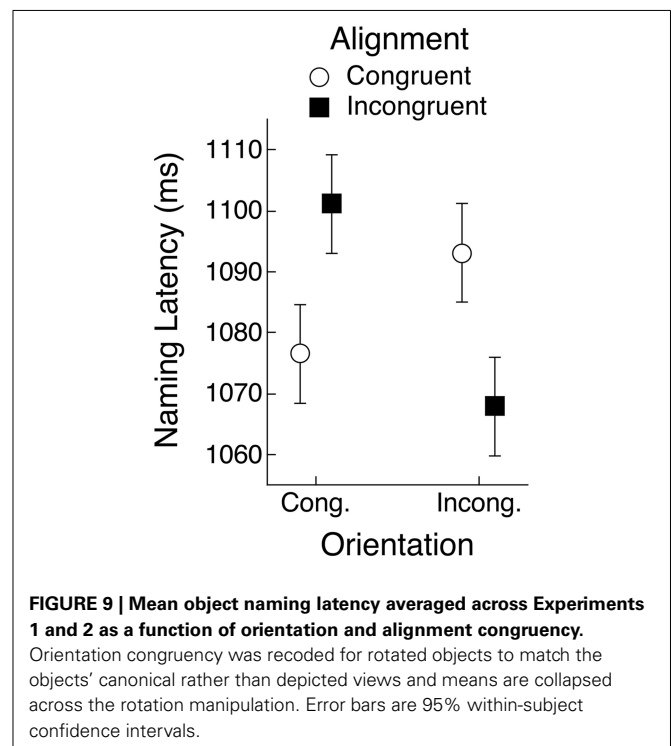 Alignment
Congruent
Incongruent
1110
1100
1090
1080
1070
1060
Naming Latency (ms)
Cong.
Incong.
Orientation
FIGURE 9 | Mean object naming latency averaged across Experiments
1 and 2 as a function of orientation and alignment congruency.
Orientation congruency was recoded for rotated objects to match the
objects' canonical rather than depicted views and means are collapsed
across the rotation manipulation. Error bars are 95% within-subject
confidence intervals.